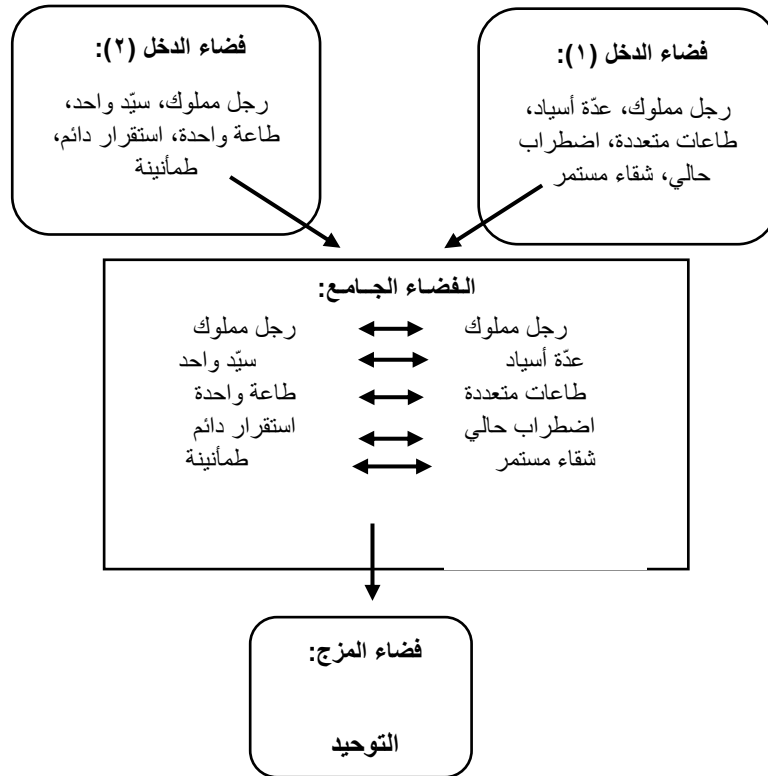 فضاء الدخل (١):
رجل مملوك، عدّة أسياد،
طاعات متعددة، اضطراب
حالي، شقاء مستمر
فضاء الدخل (٢):
رجل مملوك، سيّد واحد،
طاعة واحدة، استقرار دائم،
طمأنينة
الفضاء الجامع:
رجل مملوك رجل مملوك
عدّة أسياد سيّد واحد
طاعات متعددة طاعة واحدة
اضطراب حالي استقرار دائم
شقاء مستمر طمأنينة
فضاء المزج:
التوحيد